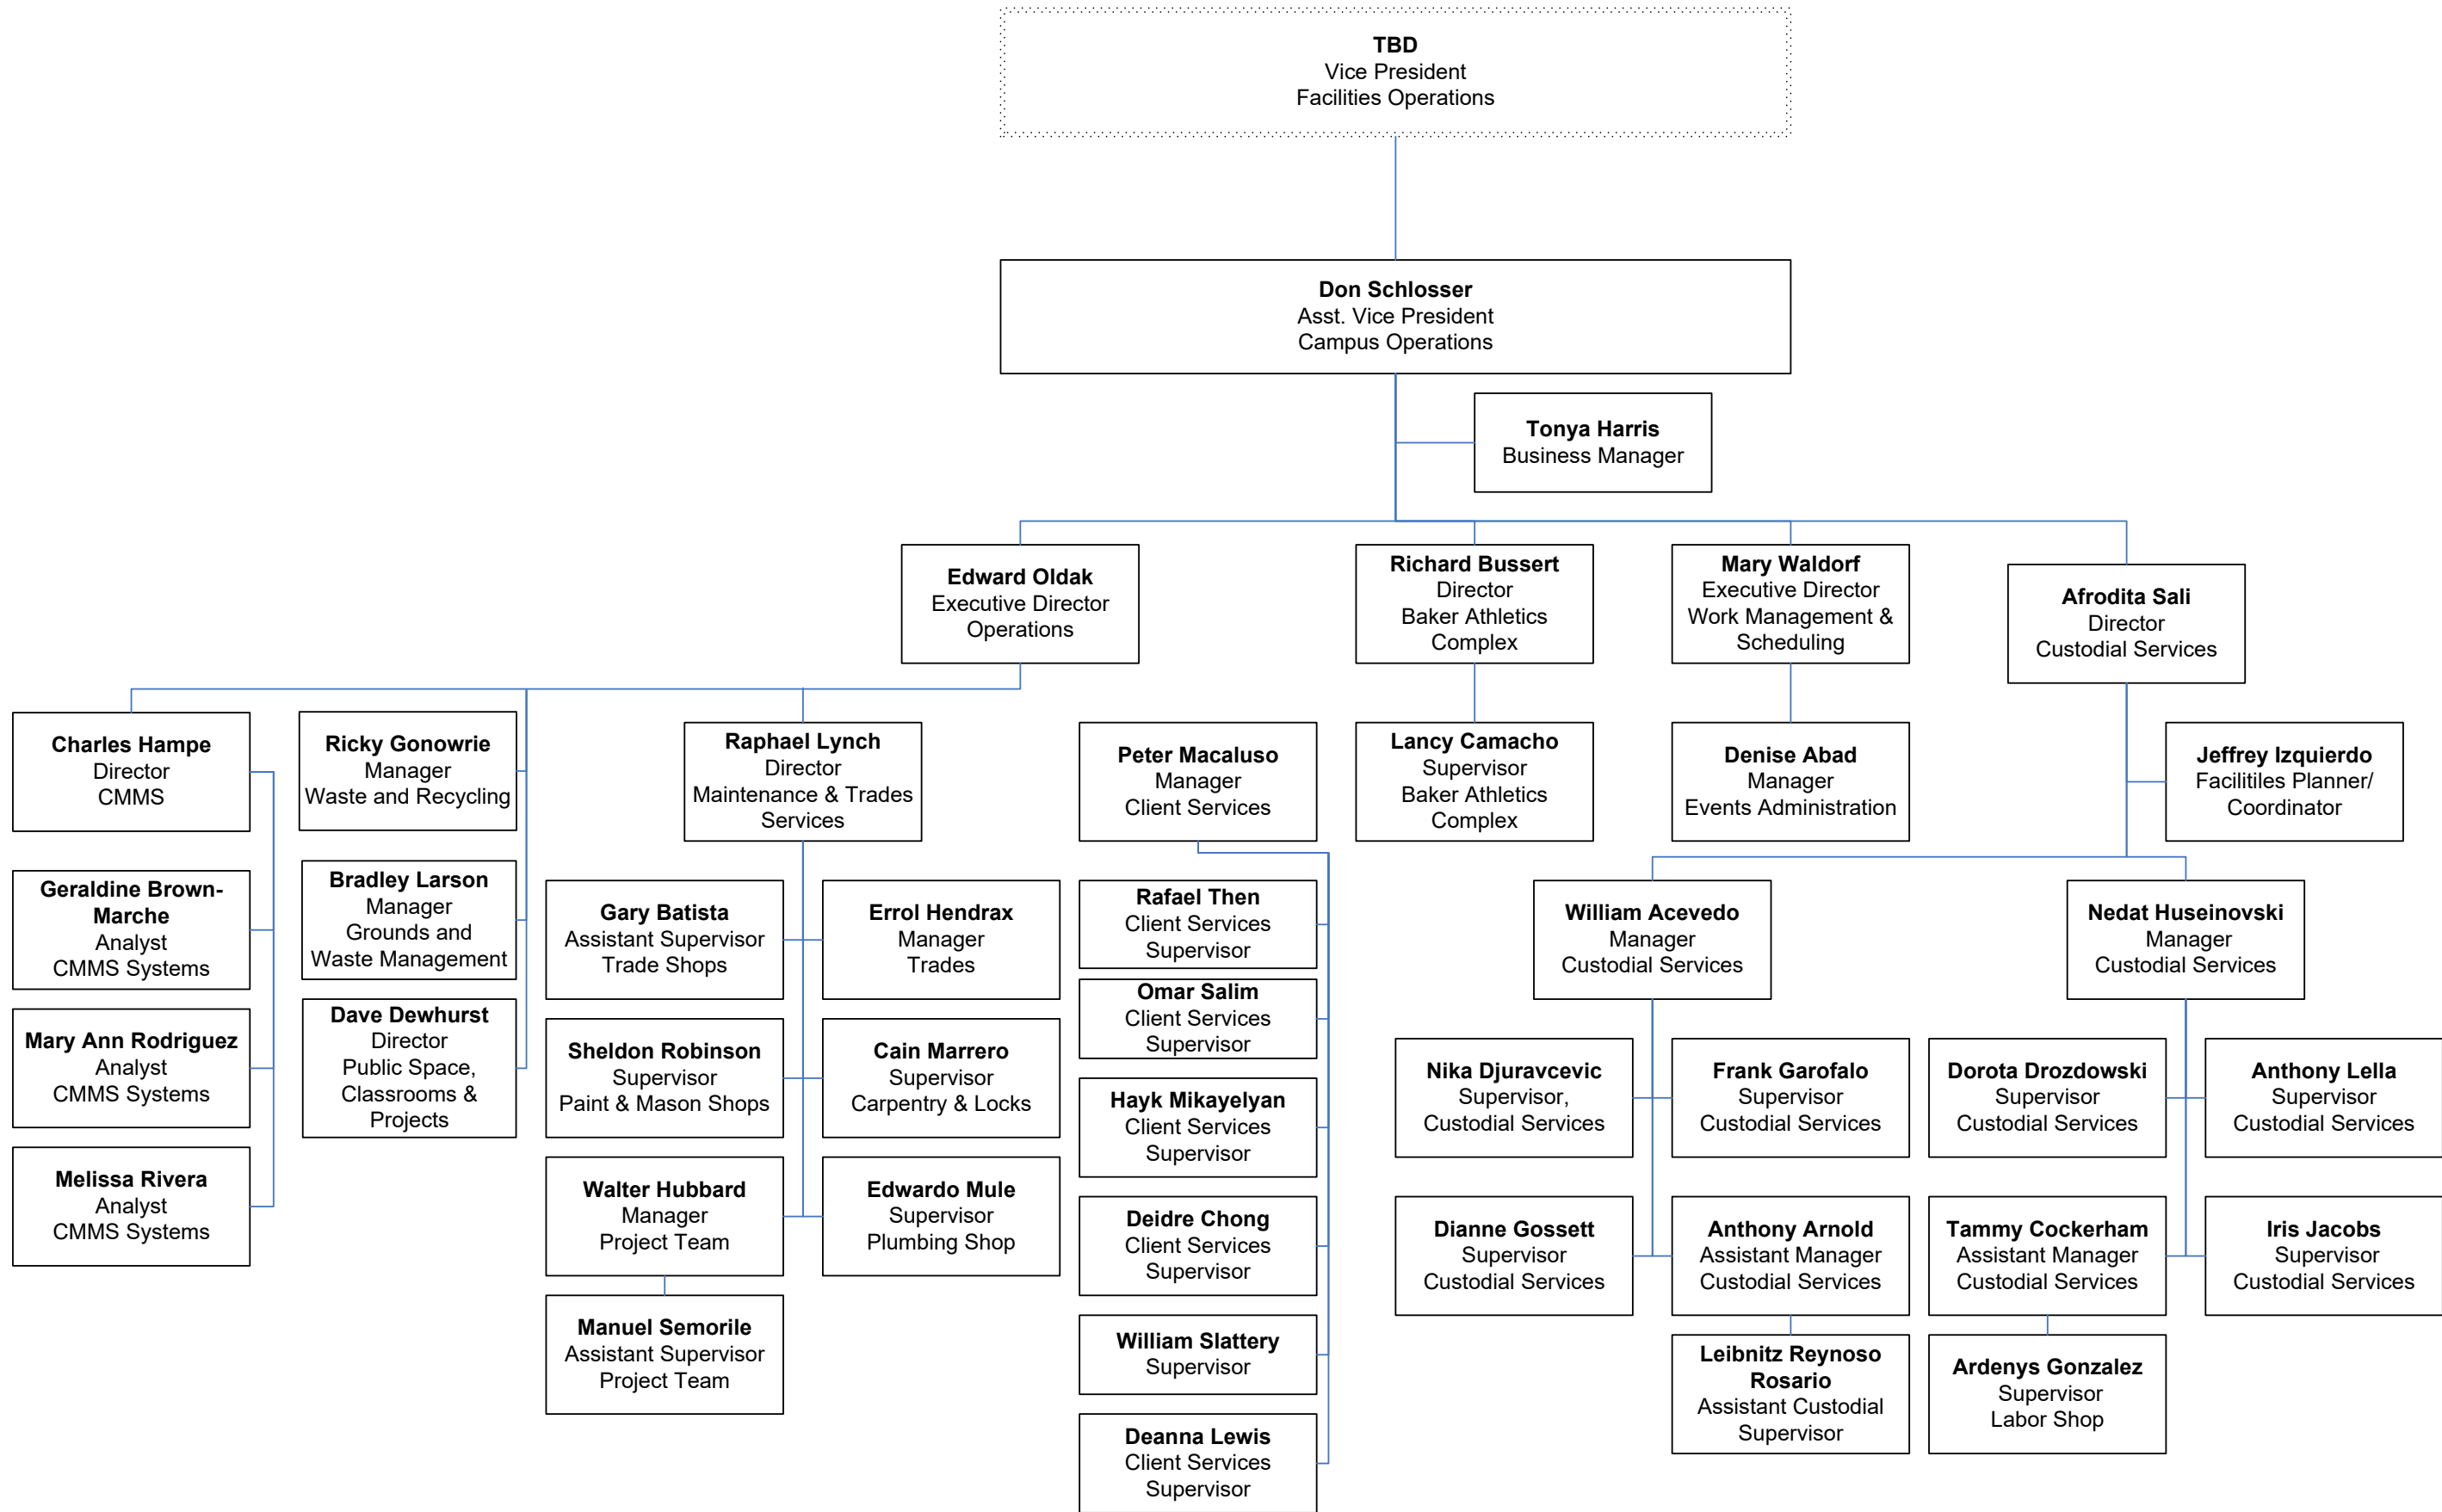 TBD
Vice President
Facilities Operations
Don Schlosser
Asst. Vice President
Campus Operations
Tonya Harris
Business Manager
Edward Oldak
Executive Director
Operations
Richard Bussert
Director
Baker Athletics
Complex
Mary Waldorf
Executive Director
Work Management &
Scheduling
Afrodita Sali
Director
Custodial Services
Charles Hampe
Director
CMMS
Ricky Gonowrie
Manager
Waste and Recycling
Raphael Lynch
Director
Maintenance & Trades
Services
Peter Macaluso
Manager
Client Services
Lancy Camacho
Supervisor
Baker Athletics
Complex
Denise Abad
Manager
Events Administration
Jeffrey Izquierdo
Facilitiles Planner/
Coordinator
Geraldine Brown-
Marche
Analyst
CMMS Systems
Bradley Larson
Manager
Grounds and
Waste Management
Gary Batista
Assistant Supervisor
Trade Shops
Errol Hendrax
Manager
Trades
Rafael Then
Client Services
Supervisor
William Acevedo
Manager
Custodial Services
Nedat Huseinovski
Manager
Custodial Services
Omar Salim
Client Services
Supervisor
Mary Ann Rodriguez
Analyst
CMMS Systems
Dave Dewhurst
Director
Public Space,
Classrooms &
Projects
Sheldon Robinson
Supervisor
Paint & Mason Shops
Cain Marrero
Supervisor
Carpentry & Locks
Hayk Mikayelyan
Client Services
Supervisor
Nika Djuravcevic
Supervisor,
Custodial Services
Frank Garofalo
Supervisor
Custodial Services
Dorota Drozdowski
Supervisor
Custodial Services
Anthony Lella
Supervisor
Custodial Services
Melissa Rivera
Analyst
CMMS Systems
Walter Hubbard
Manager
Project Team
Edwardo Mule
Supervisor
Plumbing Shop
Deidre Chong
Client Services
Supervisor
Dianne Gossett
Supervisor
Custodial Services
Anthony Arnold
Assistant Manager
Custodial Services
Tammy Cockerham
Assistant Manager
Custodial Services
Iris Jacobs
Supervisor
Custodial Services
Manuel Semorile
Assistant Supervisor
Project Team
William Slattery
Supervisor
Leibnitz Reynoso
Rosario
Assistant Custodial
Supervisor
Ardenys Gonzalez
Supervisor
Labor Shop
Deanna Lewis
Client Services
Supervisor